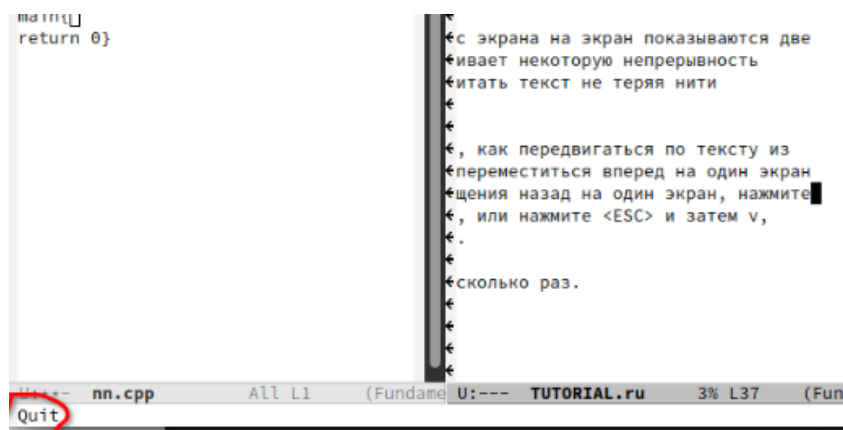 main{
return 0}
с экрана на экран показываются две
ивает некоторую непрерывность
итать текст не теряя нити
, как передвигаться по тексту из
переместиться вперед на один экран
щения назад на один экран, нажмите
, или нажмите <ESC> и затем v,
.
сколько раз.
nn.cpp All L1 (Fundame
U:--- TUTORIAL.ru 3% L37 (Fun
Quit